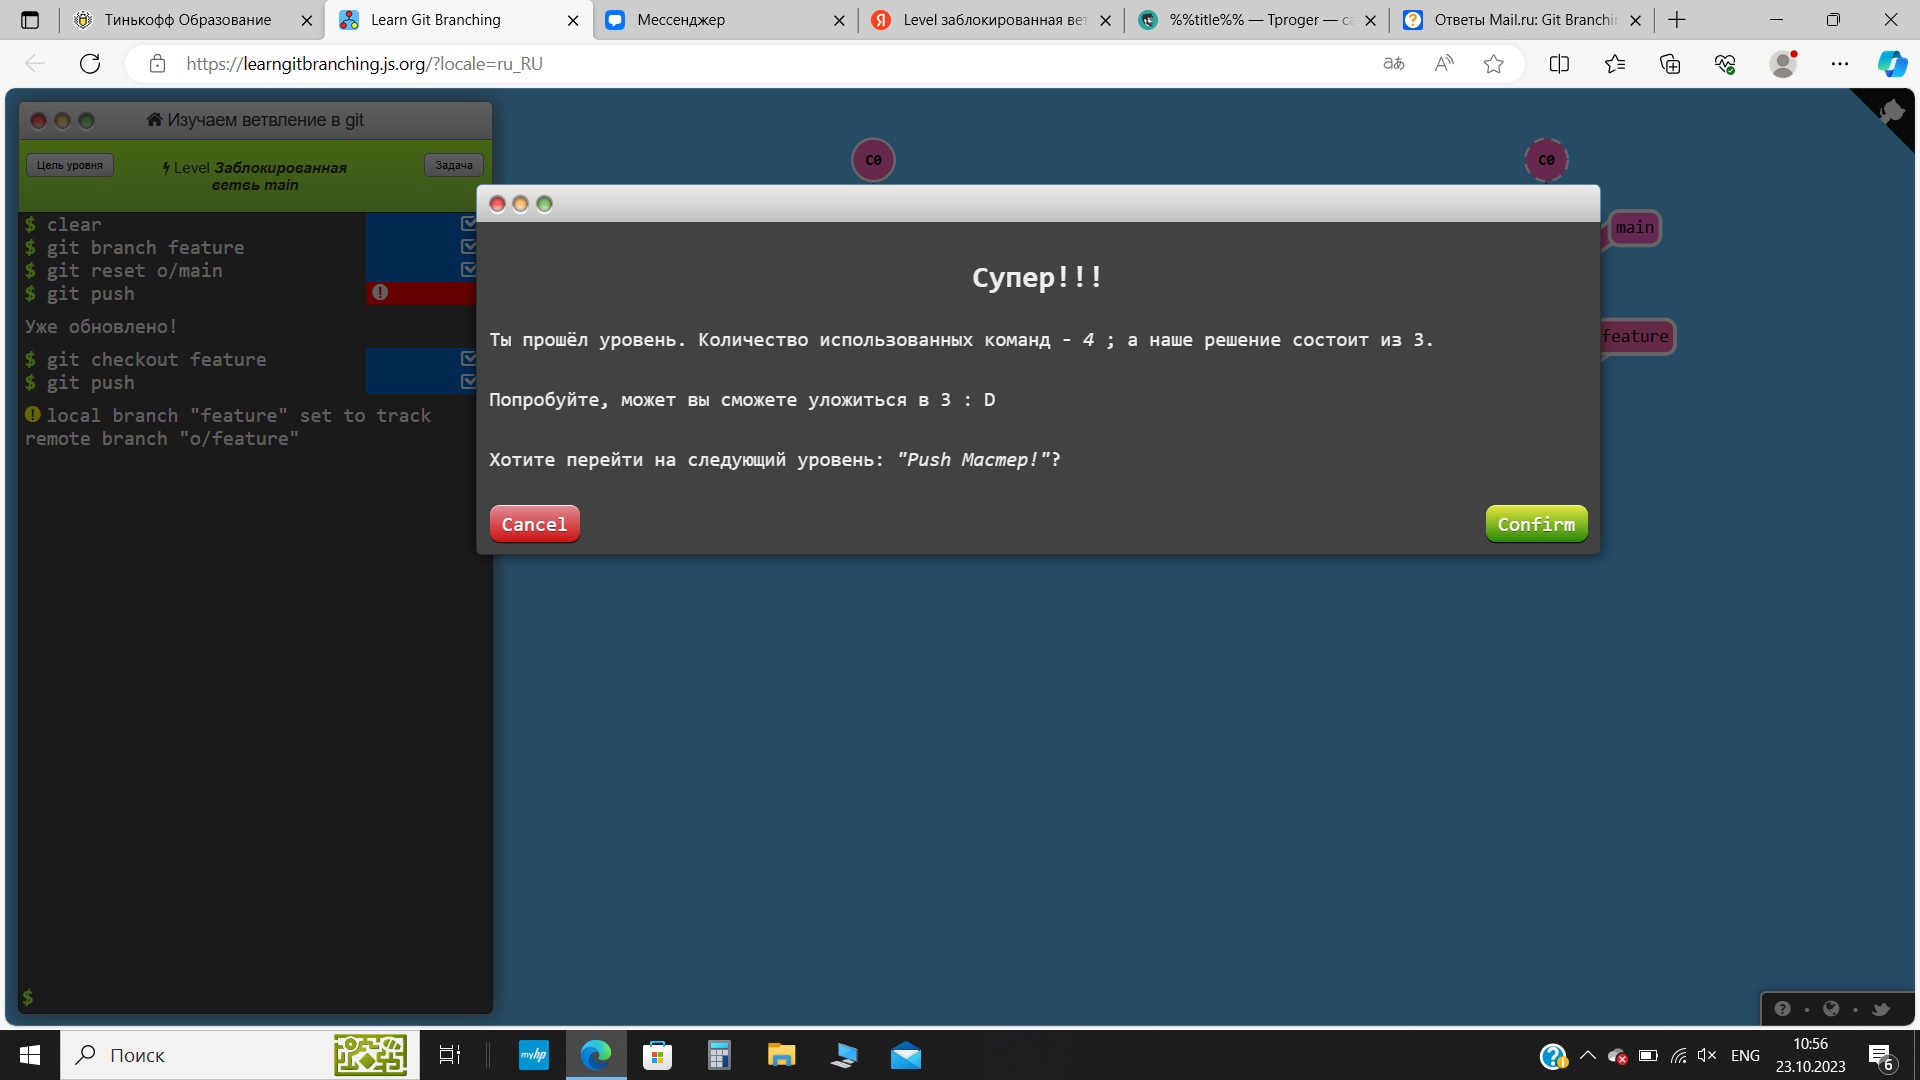 Тинькофф Образование
Learn Git Branching
Мессенджер
Level заблокированная вет
%%title%% — Tproger — са
Ответы Mail.ru: Git Branchin
https://learngitbranching.js.org/?locale=ru_RU
Изучаем ветвление в git
Цель уровня
Level Заблокированная
ветвь main
Задача
$ clear
$ git branch feature
$ git reset o/main
$ git push
Уже обновлено!
$ git checkout feature
$ git push
local branch "feature" set to track
remote branch "o/feature"
$
C0
C0
main
feature
Супер!!!
Ты прошёл уровень. Количество использованных команд - 4 ; а наше решение состоит из 3.
Попробуйте, может вы сможете уложиться в 3 : D
Хотите перейти на следующий уровень: "Push Мастер!"?
Cancel
Confirm
Поиск
myhp
ENG
10:56
23.10.2023
6